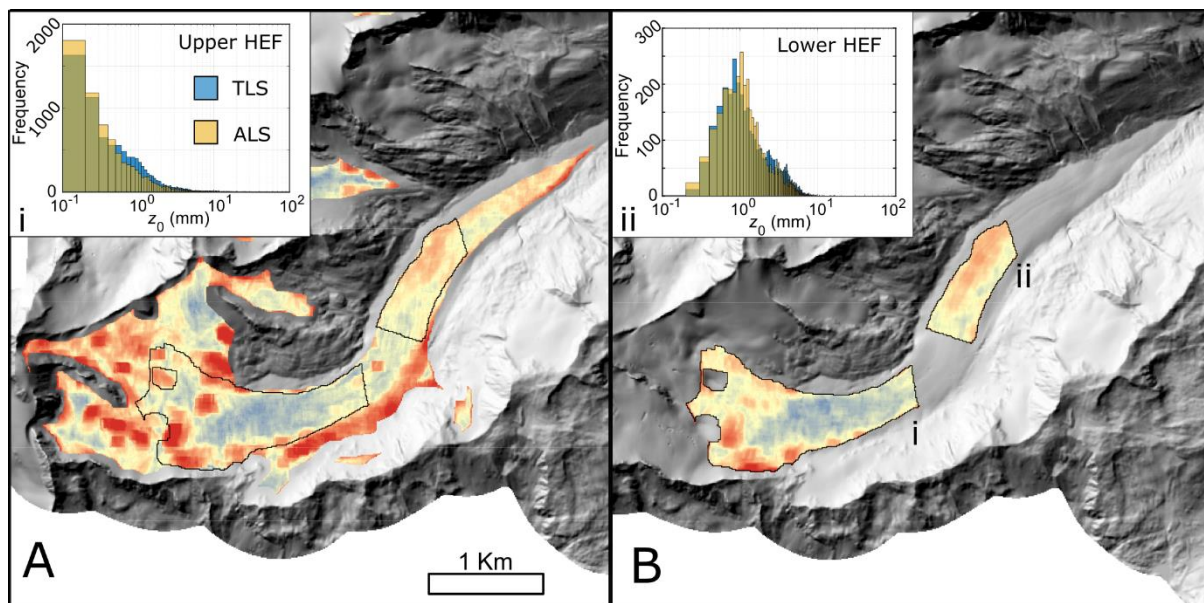 2000
Upper HEF
TLS
1000
ALS
Frequency
0
10-1 100 101 102
z0 (mm)
i
A
1 Km
300
Lower HEF
200
100
Frequency
0
10-1 100 101 102
z0 (mm)
ii
ii
i
B